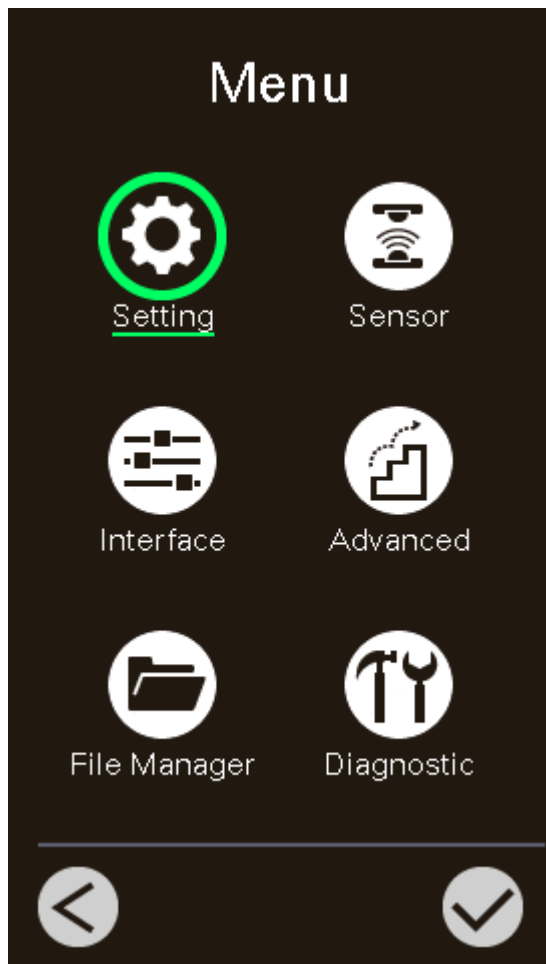 Menu
Setting Sensor
Interface Advanced
File Manager Diagnostic